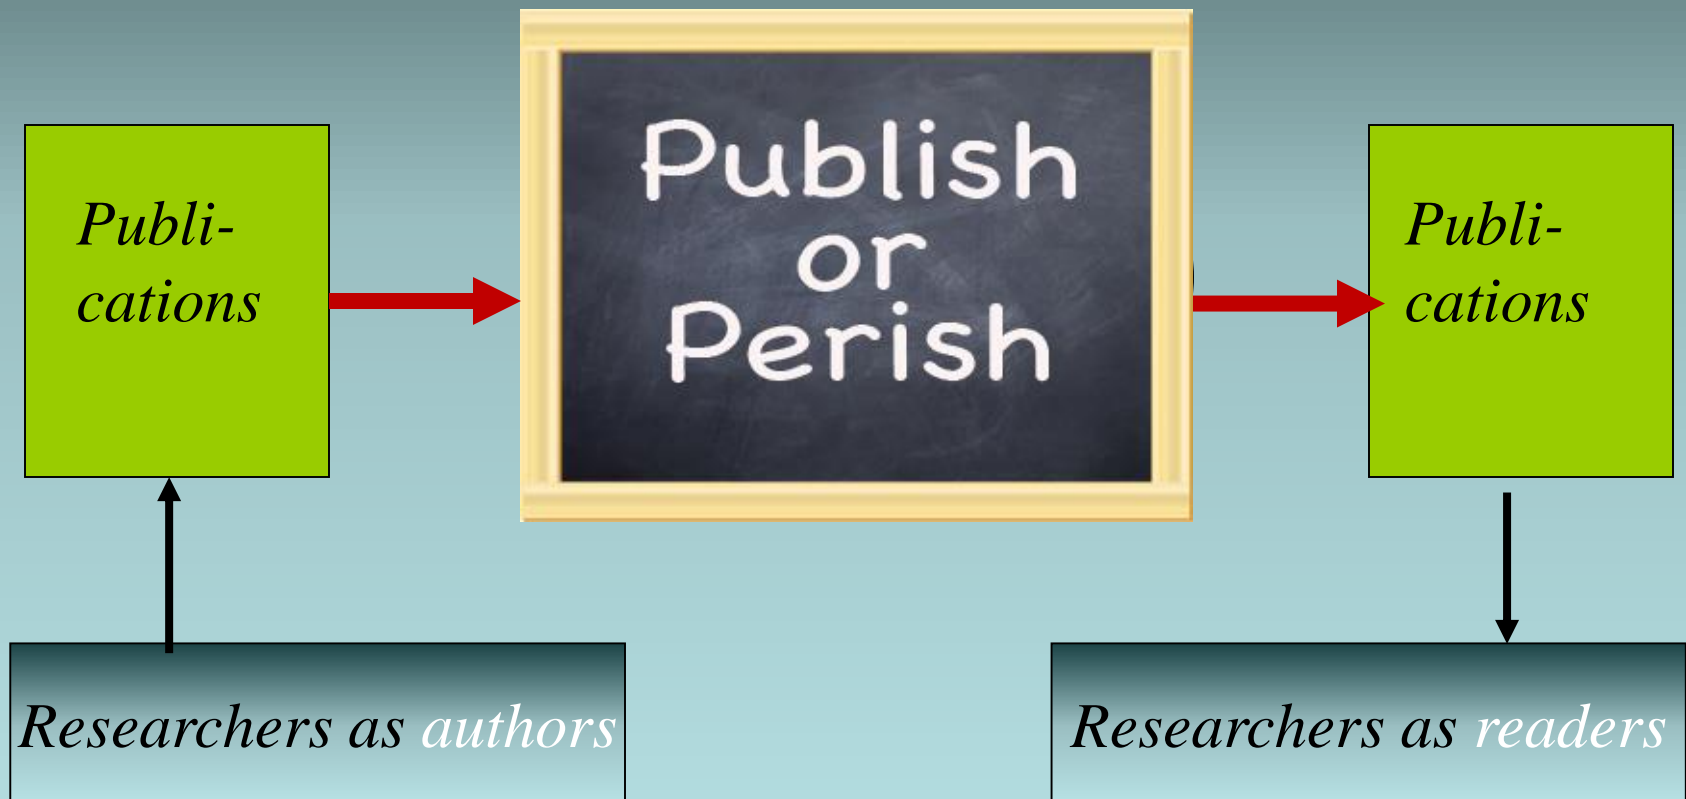 Publi-
cations
Publish
or
Perish
Publi-
cations
Researchers as authors
Researchers as readers